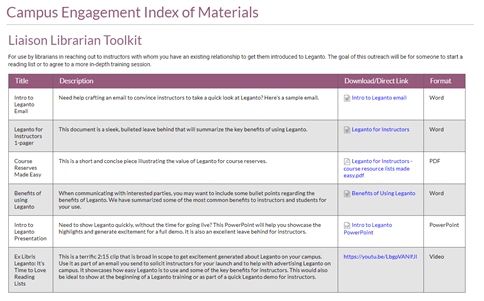 Campus Engagement Index of Materials
Liaison Librarian Toolkit
For use by librarians in reaching out to instructors with whom you have an existing relationship to get them introduced to Leganto. The goal of this outreach will be for someone to start a
reading list or to agree to a more in-depth training session.
Title Description Download/Direct Link Format
Intro to
Leganto
Email
Need help crafting an email to convince instructors to take a quick look at Leganto? Here's a sample email.
Intro to Leganto email
Word
Leganto for
Instructors
1-pager
This document is a sleek, bulleted leave behind that will summarize the key benefits of using Leganto.
Leganto for Instructors
Word
Course
Reserves
Made Easy
This is a short and concise piece illustrating the value of Leganto for course reserves.
Leganto for Instructors -
course resource lists made
easy.pdf
PDF
Benefits of
using
Leganto
When communicating with interested parties, you may want to include some bullet points regarding
the benefits of Leganto. We have summarized some of the most common benefits to instructors and students
for your use.
Benefits of Using Leganto
Word
Intro to
Leganto
Presentation
Need to show Leganto quickly, without the time for going live? This PowerPoint will help you showcase the
highlights and generate excitement for a full demo. It is also an excellent leave behind for instructors.
Intro to Leganto
PowerPoint
PowerPoint
Ex Libris
Leganto: It's
Time to Love
Reading
Lists
This is a terrific 2:15 clip that is broad in scope to get excitement generated about Leganto on your campus.
Use it as part of an email you send to solicit instructors for your launch and to help with advertising Leganto on
campus. It showcases how easy Leganto is to use and some of the key benefits for instructors. This would also
be ideal to show at the beginning of a Leganto training or as part of a quick Leganto demo for instructors.
Video